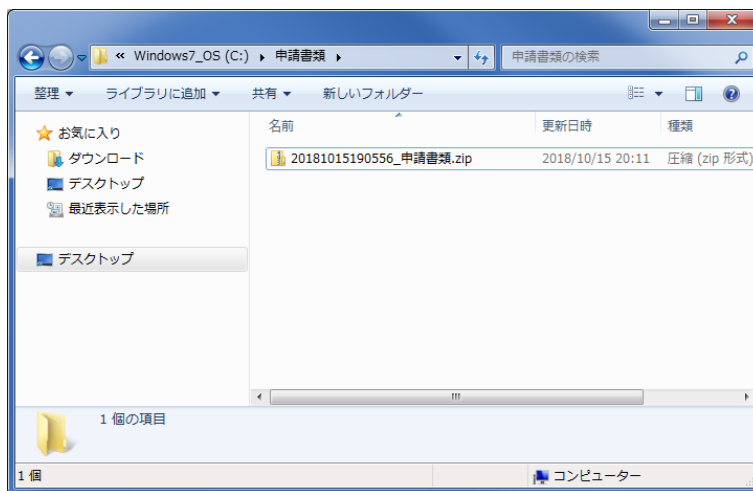 « Windows7_OS (C:) ▸ 申請書類 ▸
申請書類の検索
整理 ▼ ライブラリに追加 ▼ 共有 ▼ 新しいフォルダー
お気に入り
ダウンロード
デスクトップ
最近表示した場所
デスクトップ
名前 更新日時 種類
20181015190556_申請書類.zip 2018/10/15 20:11 圧縮 (zip 形式)
1 個の項目
1 個 コンピューター